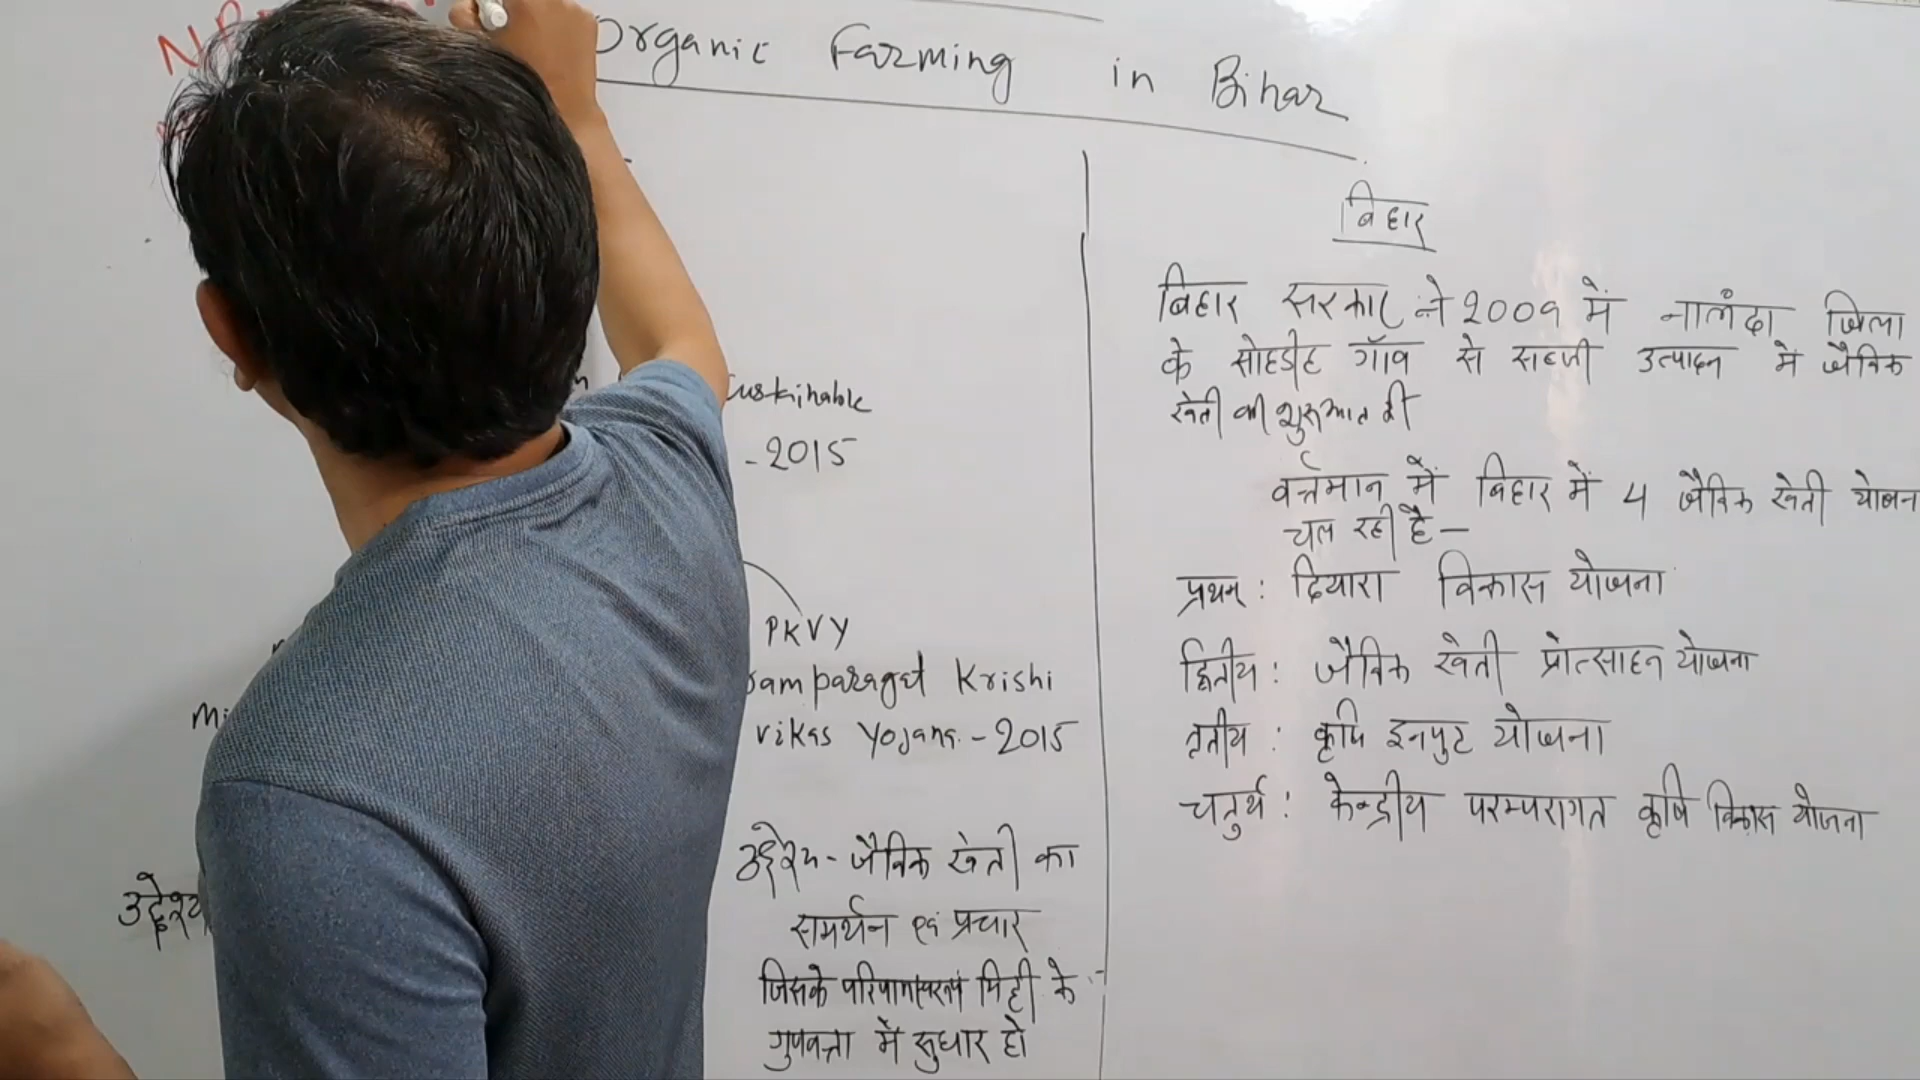 Organic Farming in Bihar
Sustainable
- 2015
PKVY
Krishi
vikas Yojana - 2015
उद्देश्य
उद्देश्य - जैविक खेती का
समर्थन एवं प्रचार
जिसके परिणामस्वरूप मिट्टी के
गुणवत्ता में सुधार हो
बिहार
बिहार सरकार ने 2009 में नालंदा जिला
के सोहडीह गाँव से सब्जी उत्पादन में जैविक
खेती की शुरुआत की
वर्त्तमान में बिहार में 4 जैविक खेती योजना
चल रही है —
प्रथम : दियारा विकास योजना
द्वितीय : जैविक खेती प्रोत्साहन योजना
तृतीय : कृषि इनपुट योजना
चतुर्थ : केन्द्रीय परम्परागत कृषि विकास योजना